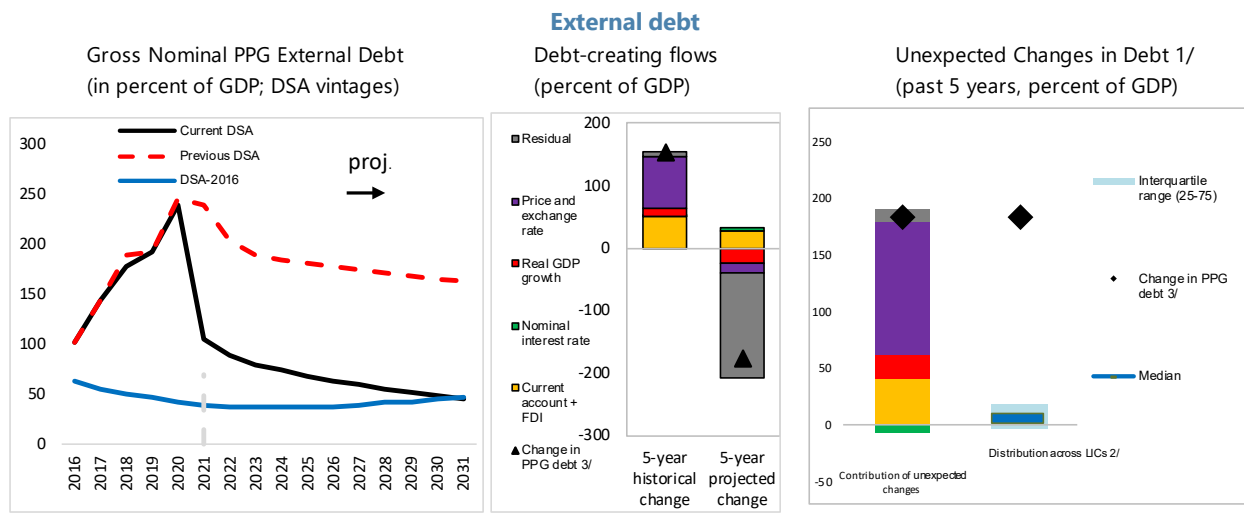 External debt
Gross Nominal PPG External Debt
(in percent of GDP; DSA vintages)
300
250
200
150
100
50
0
Current DSA
Previous DSA
DSA-2016
proj.
2016
2017
2018
2019
2020
2021
2022
2023
2024
2025
2026
2027
2028
2029
2030
2031
Debt-creating flows
(percent of GDP)
Residual
Price and
exchange
rate
Real GDP
growth
Nominal
interest rate
Current
account +
FDI
Change in
PPG debt 3/
200
100
0
-100
-200
-300
5-year
historical
change
5-year
projected
change
Unexpected Changes in Debt 1/
(past 5 years, percent of GDP)
250
200
150
100
50
0
-50
Contribution of unexpected
changes
Distribution across LICs 2/
Interquartile
range (25-75)
Change in PPG
debt 3/
Median